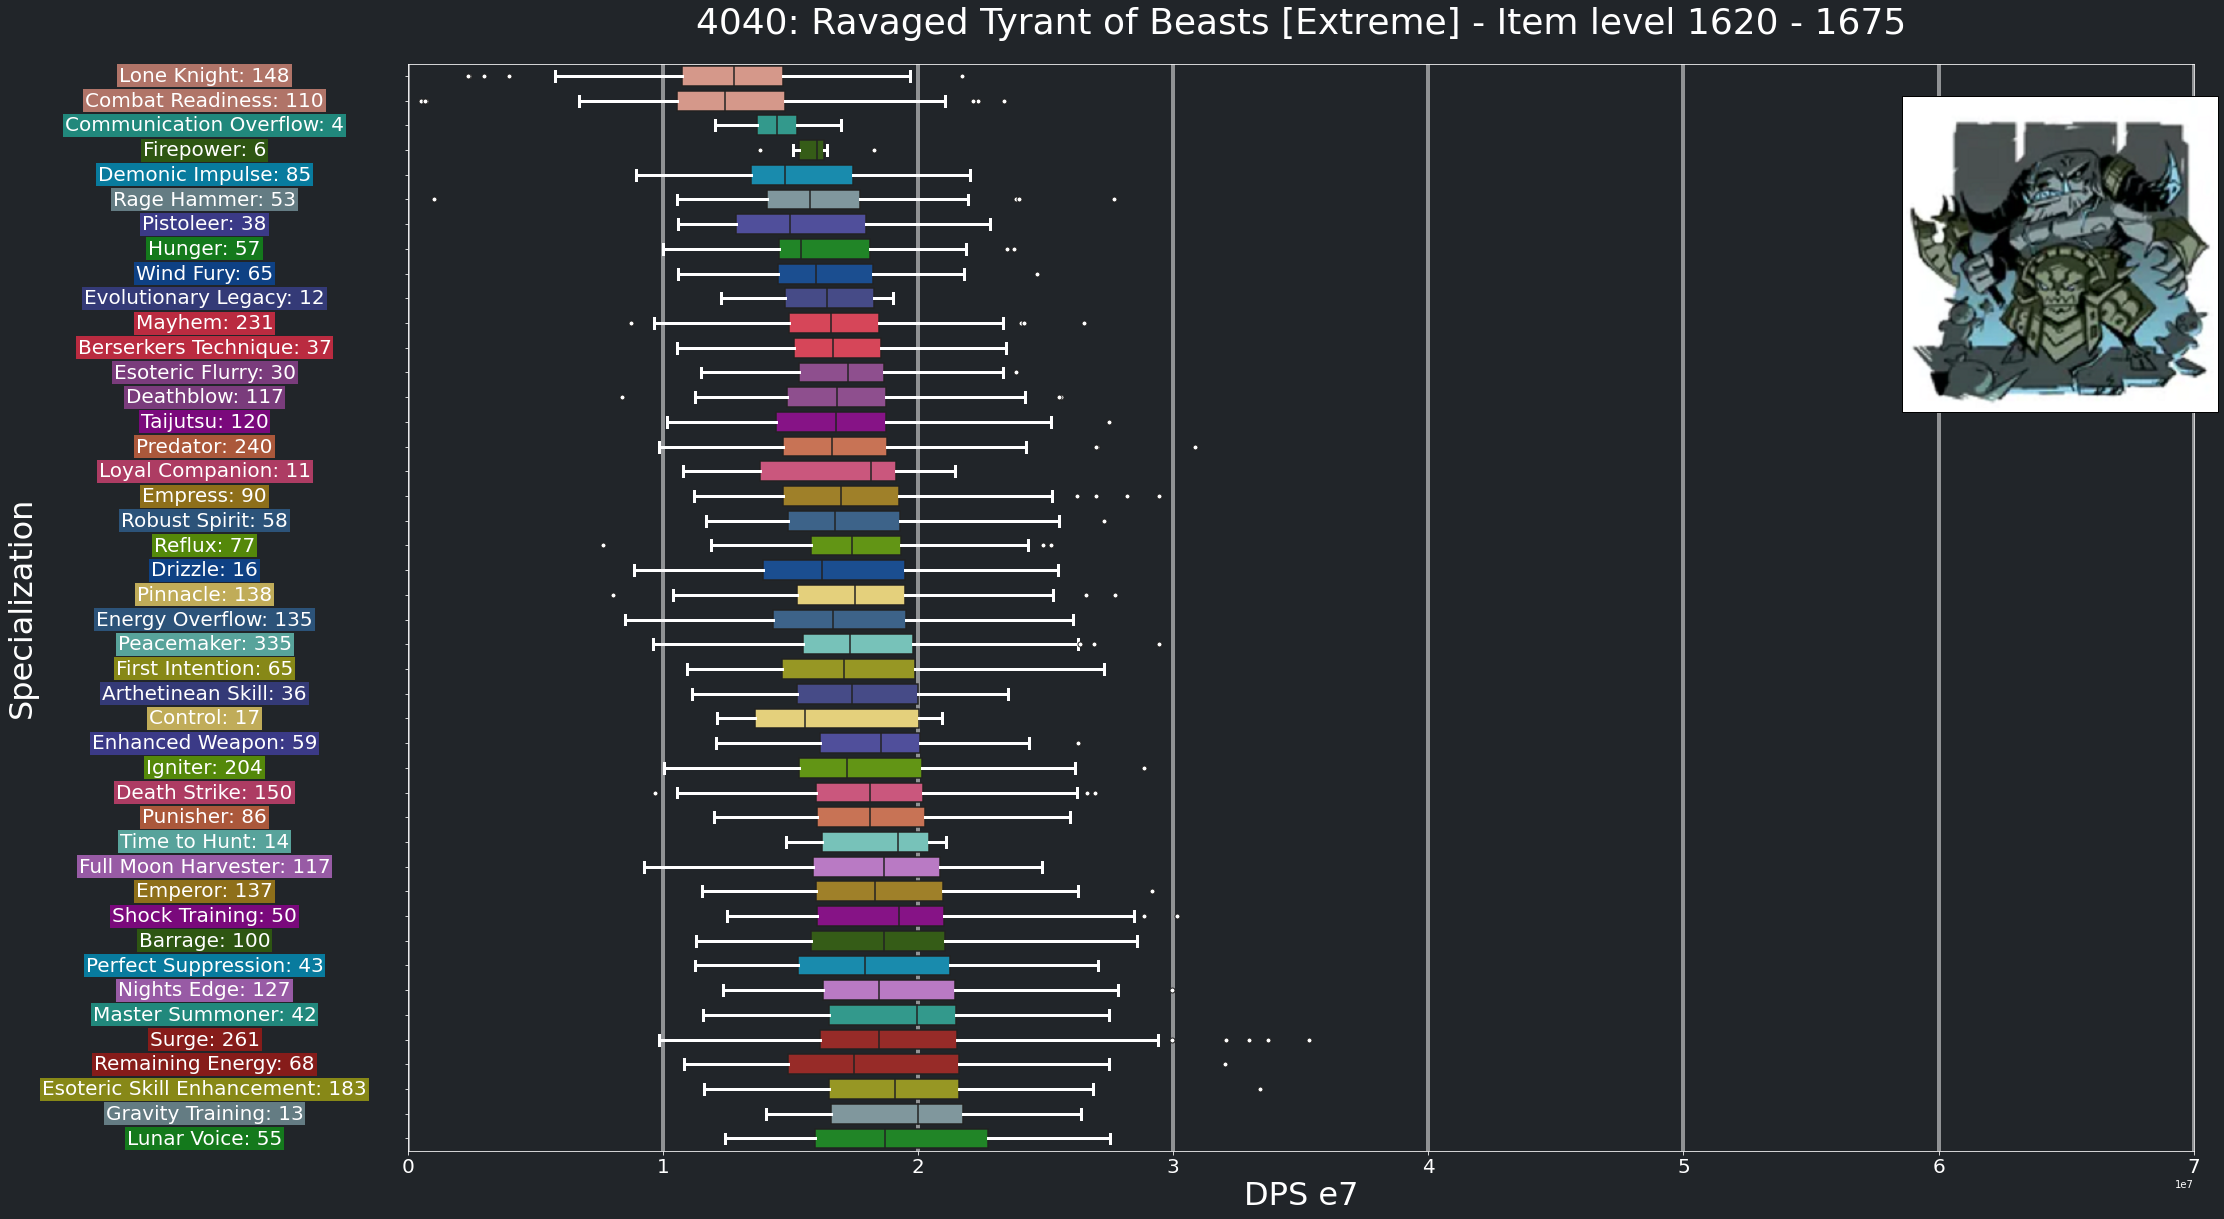 4040: Ravaged Tyrant of Beasts [Extreme] - Item level 1620 - 1675
Specialization
Lone Knight: 148
Combat Readiness: 110
Communication Overflow: 4
Firepower: 6
Demonic Impulse: 85
Rage Hammer: 53
Pistoleer: 38
Hunger: 57
Wind Fury: 65
Evolutionary Legacy: 12
Mayhem: 231
Berserkers Technique: 37
Esoteric Flurry: 30
Deathblow: 117
Taijutsu: 120
Predator: 240
Loyal Companion: 11
Empress: 90
Robust Spirit: 58
Reflux: 77
Drizzle: 16
Pinnacle: 138
Energy Overflow: 135
Peacemaker: 335
First Intention: 65
Arthetinean Skill: 36
Control: 17
Enhanced Weapon: 59
Igniter: 204
Death Strike: 150
Punisher: 86
Time to Hunt: 14
Full Moon Harvester: 117
Emperor: 137
Shock Training: 50
Barrage: 100
Perfect Suppression: 43
Nights Edge: 127
Master Summoner: 42
Surge: 261
Remaining Energy: 68
Esoteric Skill Enhancement: 183
Gravity Training: 13
Lunar Voice: 55
0 1 2 3 4 5 6 7
1e7
DPS e7